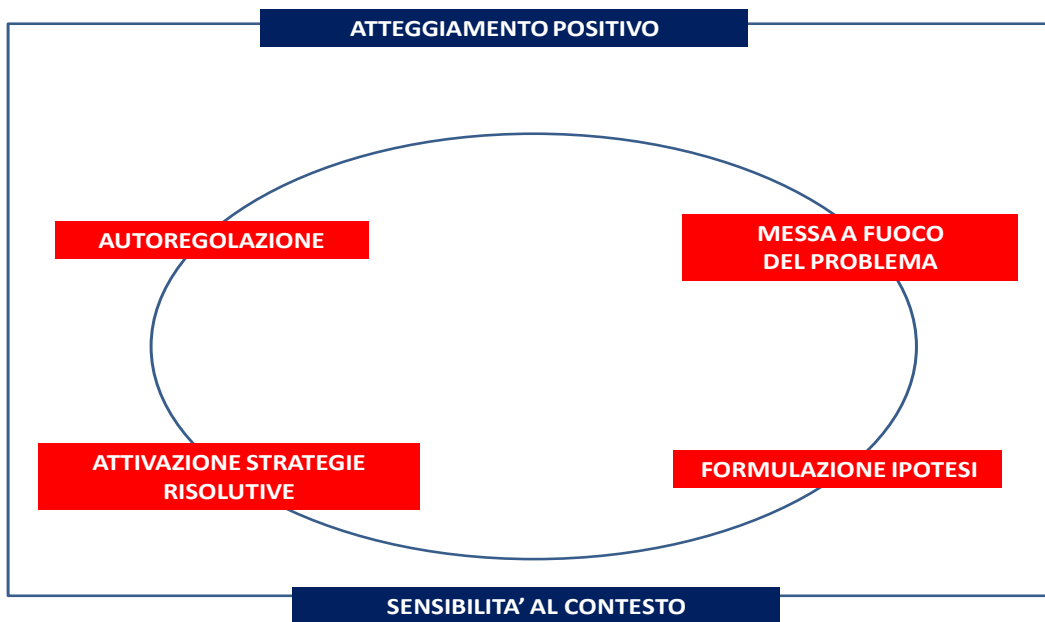 ATTEGGIAMENTO POSITIVO
AUTOREGOLAZIONE
MESSA A FUOCO
DEL PROBLEMA
ATTIVAZIONE STRATEGIE
RISOLUTIVE
FORMULAZIONE IPOTESI
SENSIBILITA’ AL CONTESTO